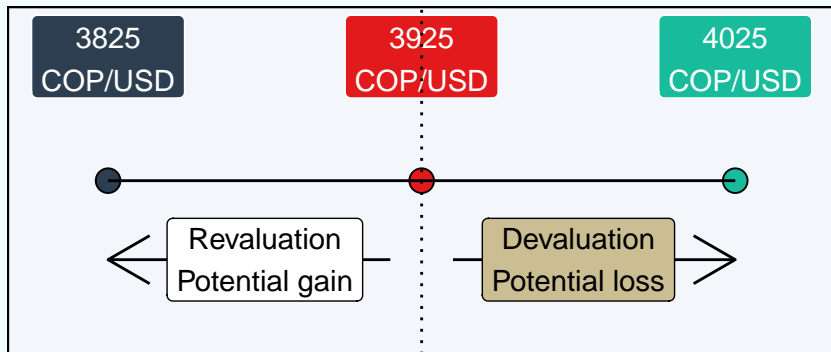 3825
COP/USD
3925
COP/USD
4025
COP/USD
Revaluation
Potential gain
Devaluation
Potential loss